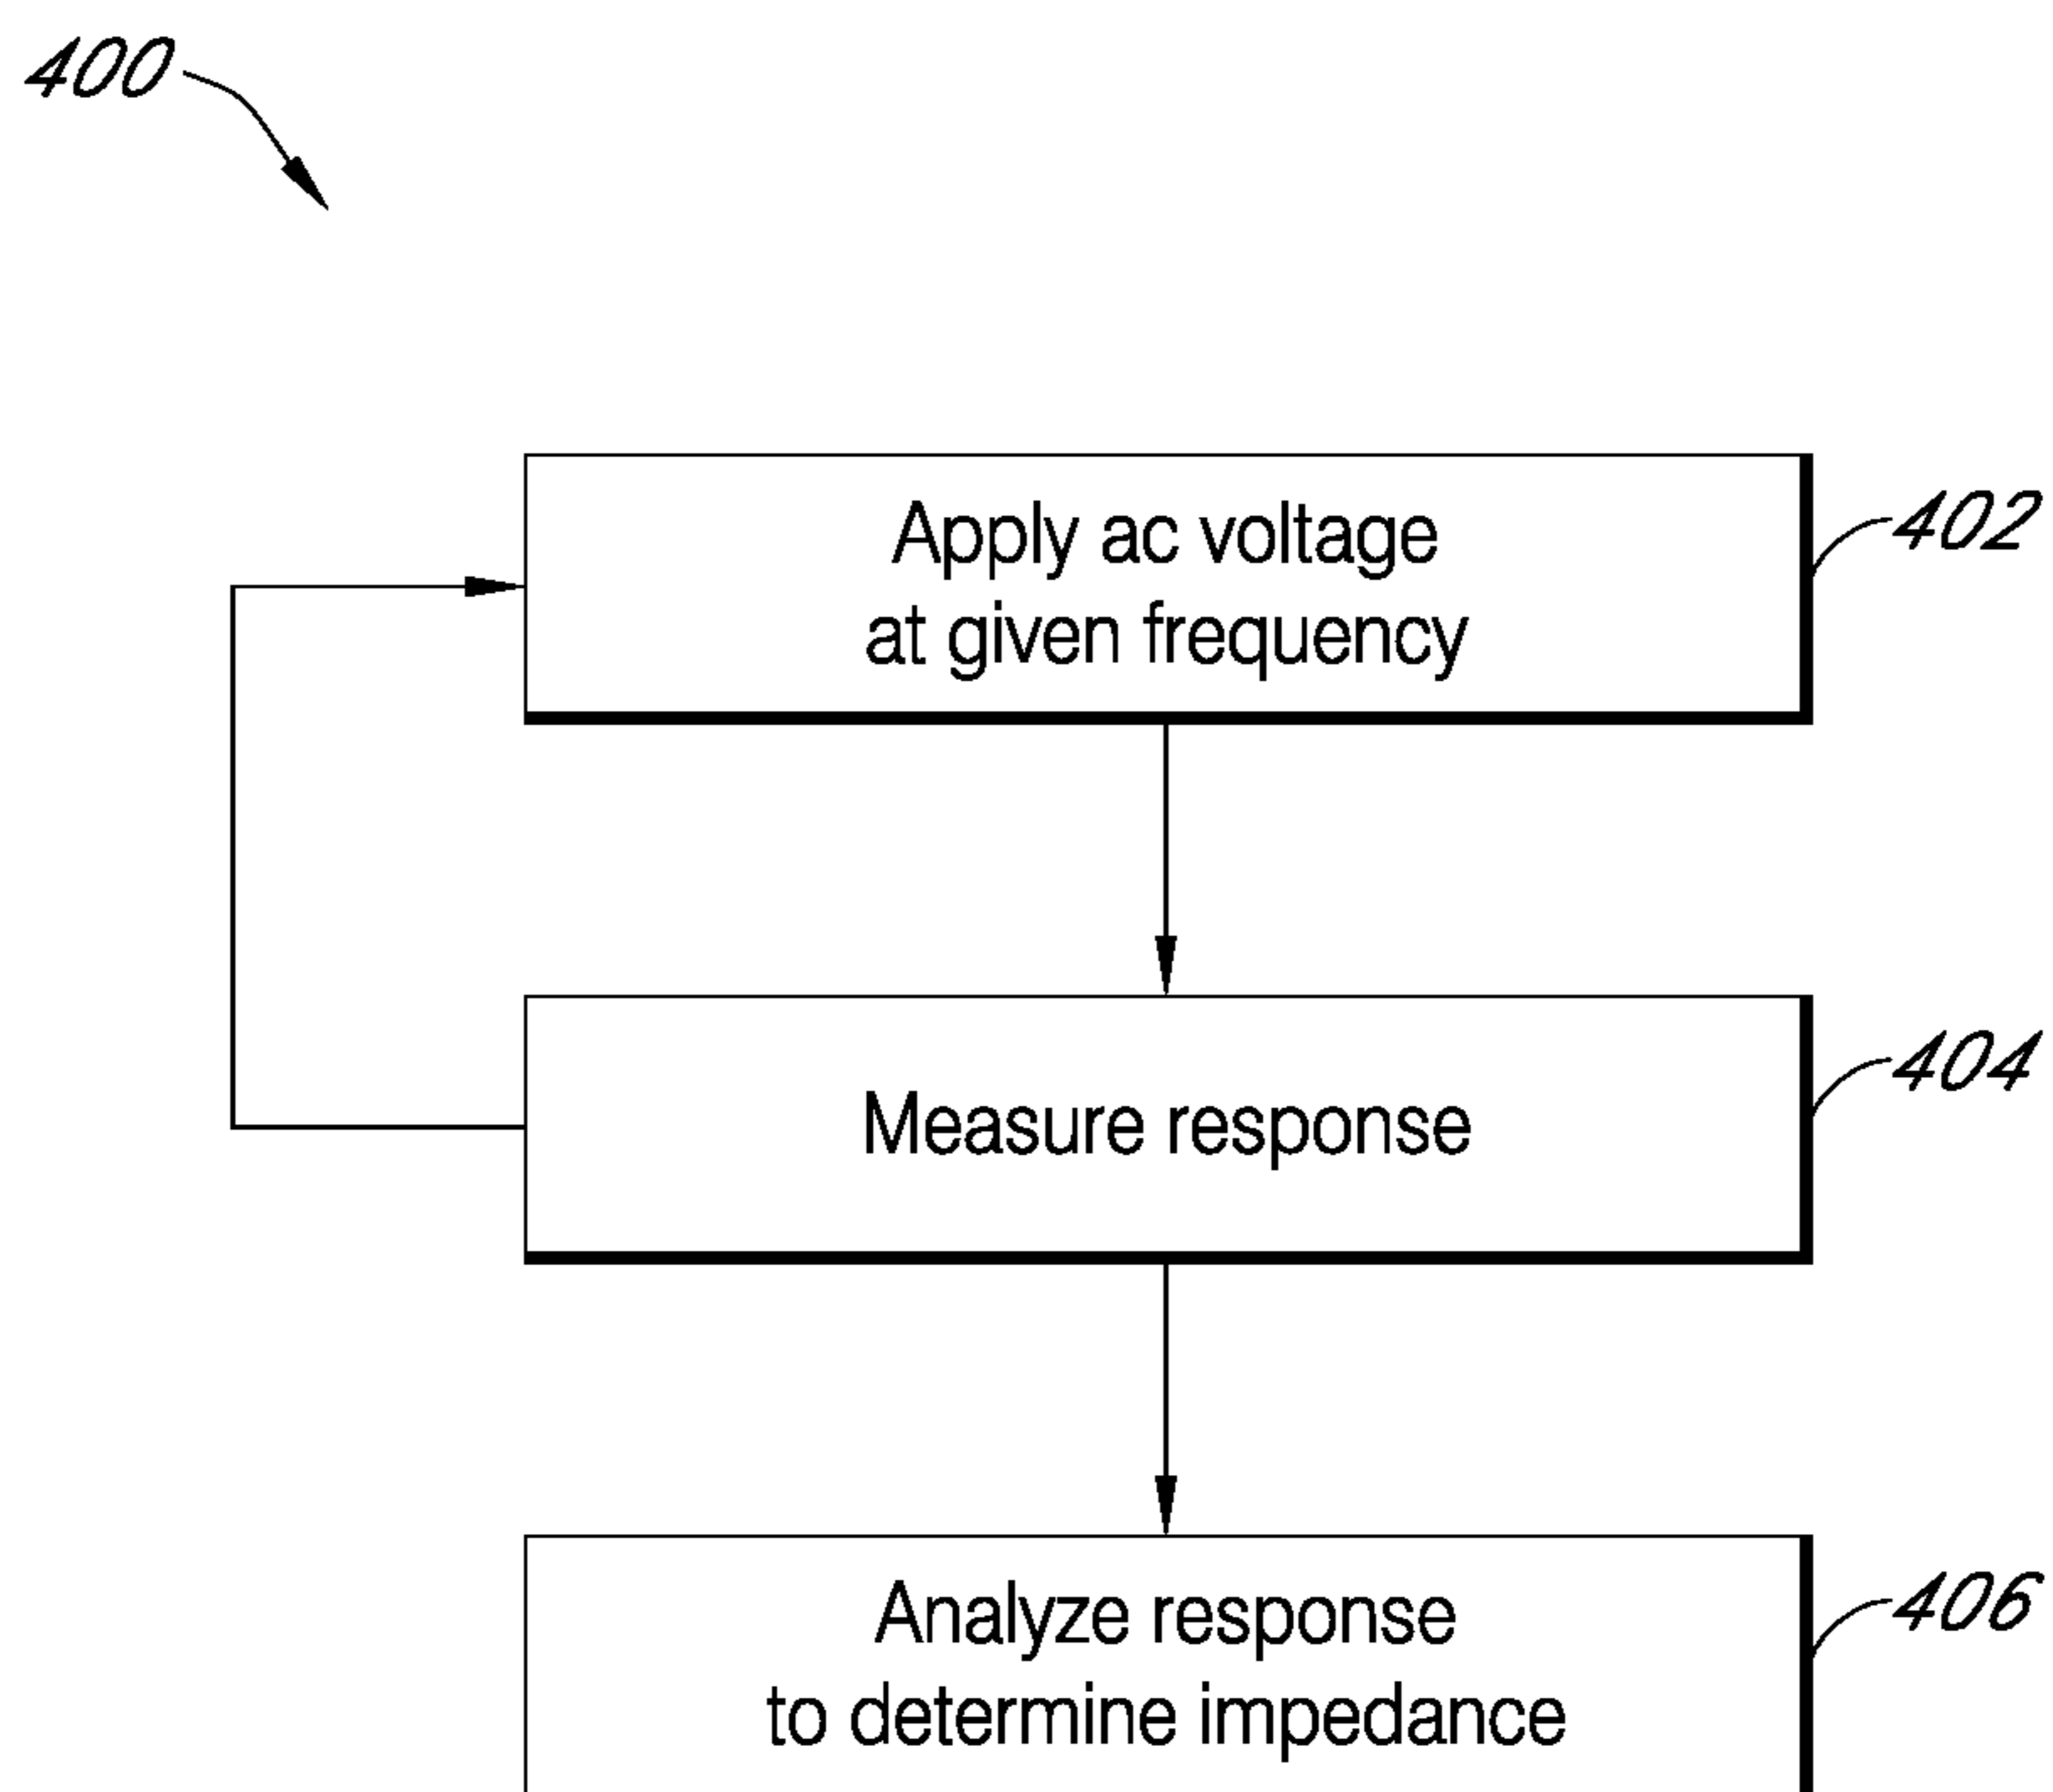 400
Apply ac voltage
at given frequency
402
Measure response
404
Analyze response
to determine impedance
406